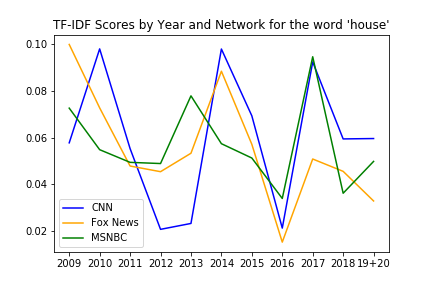 TF-IDF Scores by Year and Network for the word 'house'
0.10
0.08
0.06
0.04
0.02
CNN
Fox News
MSNBC
2009 2010 2011 2012 2013 2014 2015 2016 2017 2018 19+20